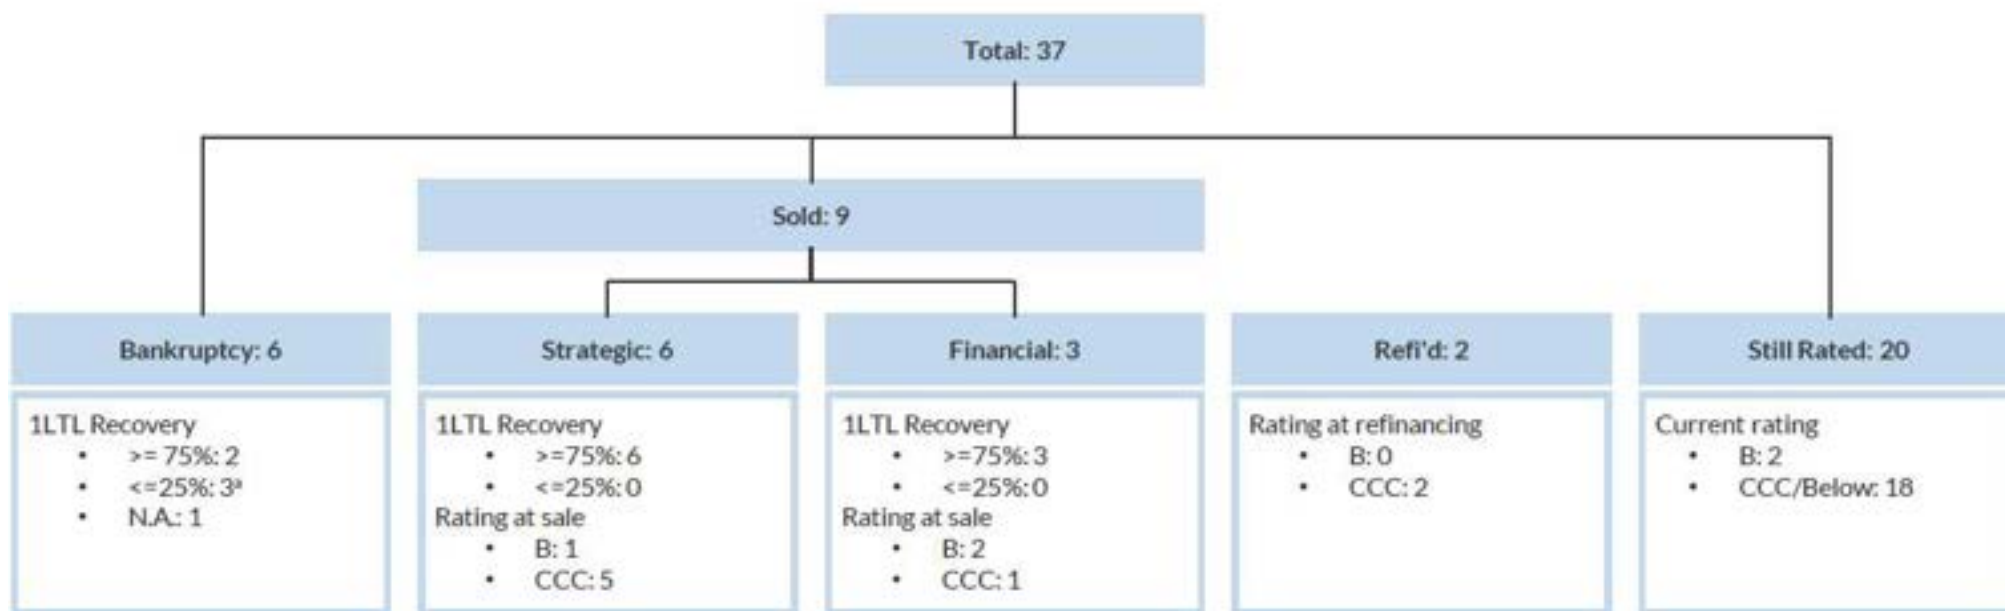 Total: 37
Sold: 9
Bankruptcy: 6
1LTL Recovery
• >= 75%: 2
• <=25%: 3ª
• N.A.: 1
Strategic: 6
1LTL Recovery
• >=75%: 6
• <=25%: 0
Rating at sale
• B: 1
• CCC: 5
Financial: 3
1LTL Recovery
• >=75%: 3
• <=25%: 0
Rating at sale
• B: 2
• CCC: 1
Refi'd: 2
Rating at refinancing
• B: 0
• CCC: 2
Still Rated: 20
Current rating
• B: 2
• CCC/Below: 18